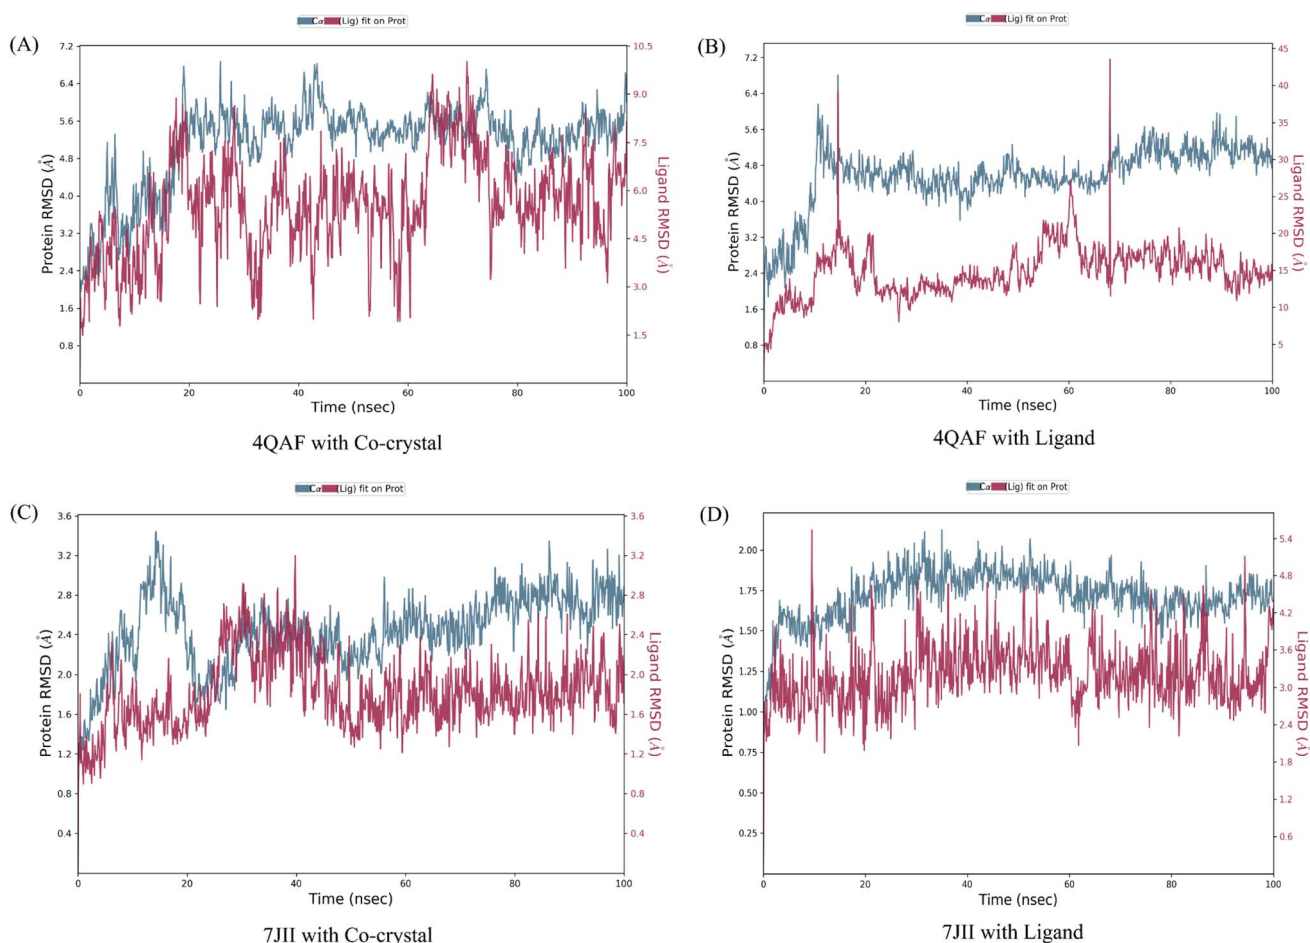 Cα (Lig) fit on Prot
(A)
Protein RMSD (Å)
7.2
6.4
5.6
4.8
4.0
3.2
2.4
1.6
0.8
Ligand RMSD (Å)
10.5
9.0
7.5
6.0
4.5
3.0
1.5
0 20 40 60 80 100
Time (nsec)
4QAF with Co-crystal
Cα (Lig) fit on Prot
(B)
Protein RMSD (Å)
7.2
6.4
5.6
4.8
4.0
3.2
2.4
1.6
0.8
Ligand RMSD (Å)
45
40
35
30
25
20
15
10
5
0 20 40 60 80 100
Time (nsec)
4QAF with Ligand
Cα (Lig) fit on Prot
(C)
Protein RMSD (Å)
3.6
3.2
2.8
2.4
2.0
1.6
1.2
0.8
0.4
Ligand RMSD (Å)
3.6
3.2
2.8
2.4
2.0
1.6
1.2
0.8
0.4
0 20 40 60 80 100
Time (nsec)
7JII with Co-crystal
Cα (Lig) fit on Prot
(D)
Protein RMSD (Å)
2.00
1.75
1.50
1.25
1.00
0.75
0.50
0.25
Ligand RMSD (Å)
5.4
4.8
4.2
3.6
3.0
2.4
1.8
1.2
0.6
0 20 40 60 80 100
Time (nsec)
7JII with Ligand